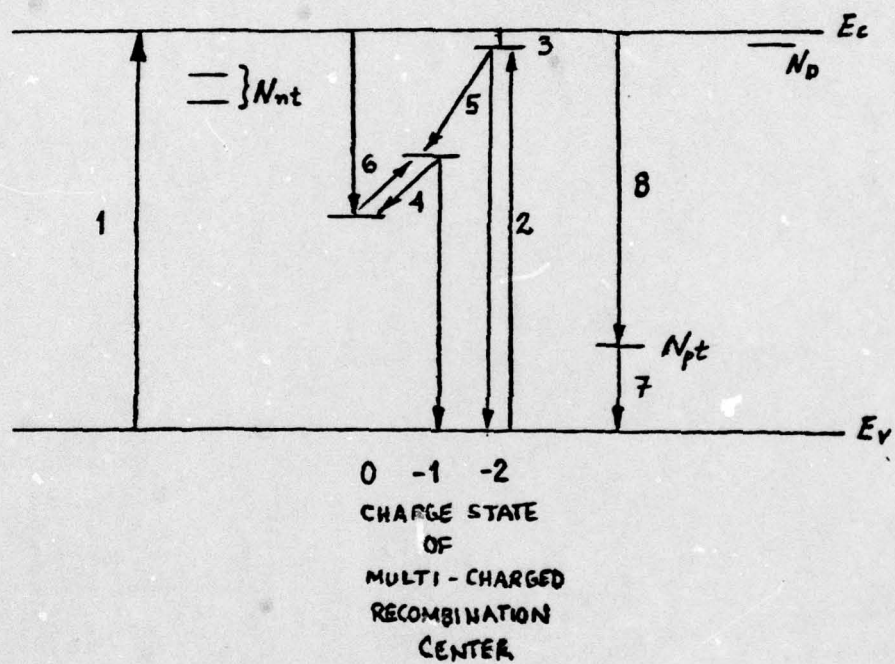 Ec
3
ND
} Nnt
5
6
4
1
2
8
Npt
7
Ev
0 -1 -2
CHARGE STATE
OF
MULTI-CHARGED
RECOMBINATION
CENTER